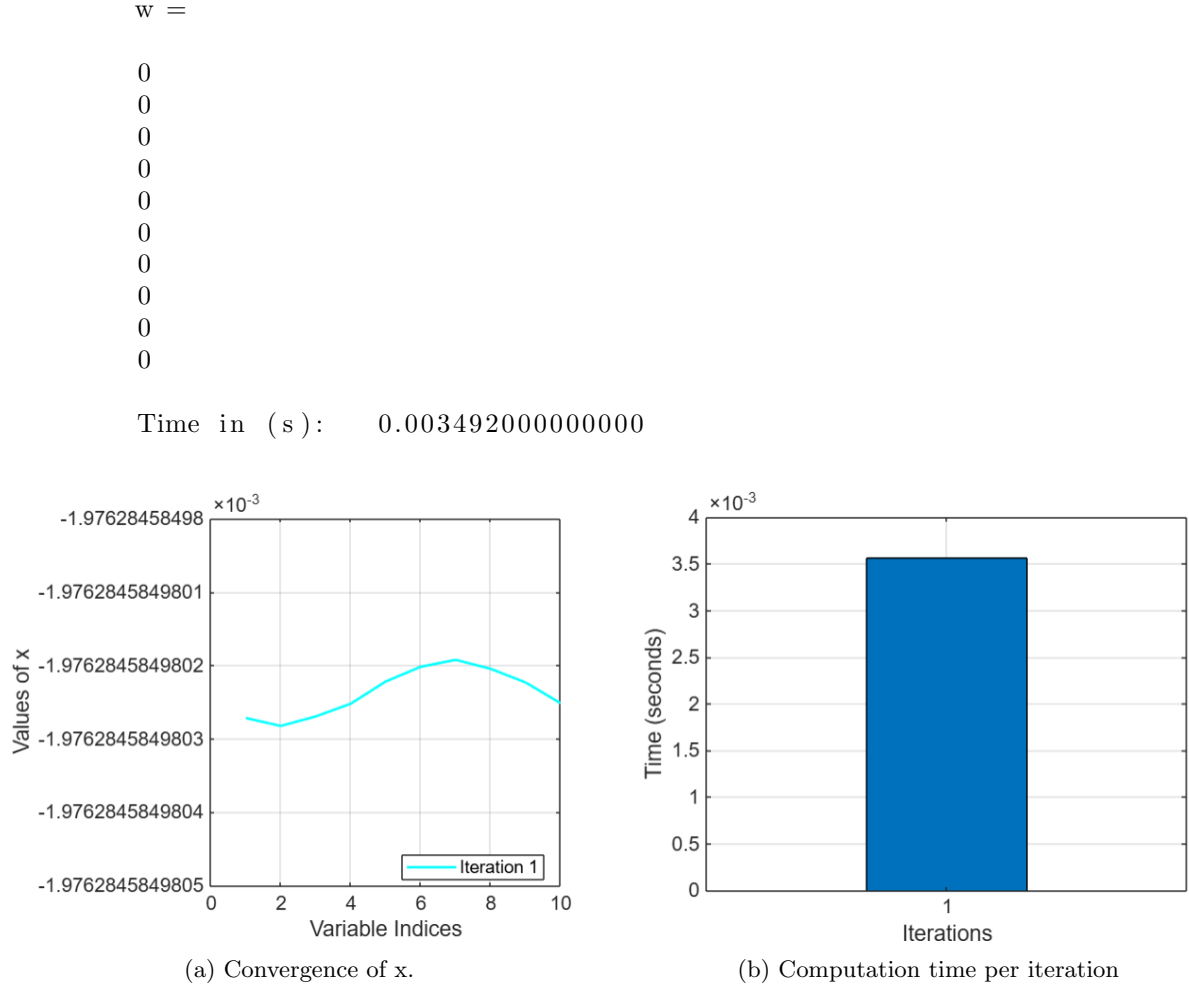 w =
0
0
0
0
0
0
0
0
0
0
Time in (s): 0.003492000000000
×10-3
-1.97628458498
-1.9762845849801
-1.9762845849802
-1.9762845849803
-1.9762845849804
-1.9762845849805
Values of x
Iteration 1
0 2 4 6 8 10
Variable Indices
(a) Convergence of x.
×10-3
4
3.5
3
2.5
2
1.5
1
0.5
0
Time (seconds)
1
Iterations
(b) Computation time per iteration